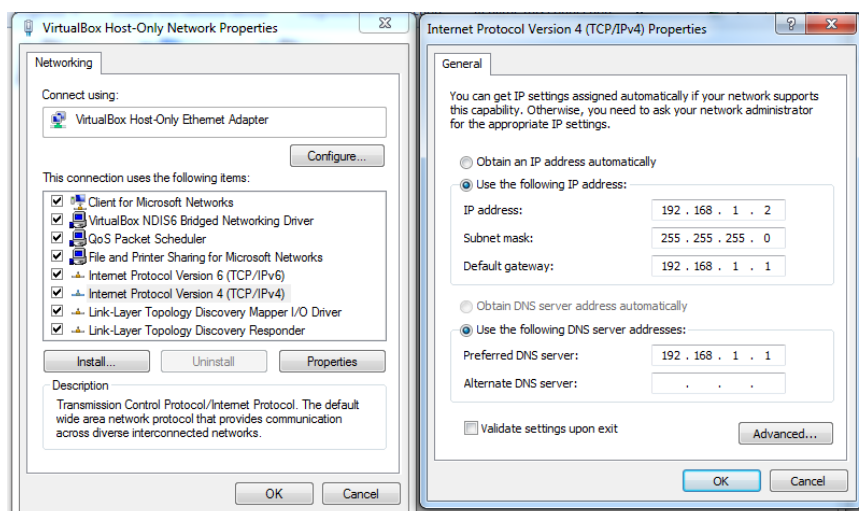 VirtualBox Host-Only Network Properties
Networking
Connect using:
VirtualBox Host-Only Ethernet Adapter
Configure...
This connection uses the following items:
Client for Microsoft Networks
VirtualBox NDIS6 Bridged Networking Driver
QoS Packet Scheduler
File and Printer Sharing for Microsoft Networks
Internet Protocol Version 6 (TCP/IPv6)
Internet Protocol Version 4 (TCP/IPv4)
Link-Layer Topology Discovery Mapper I/O Driver
Link-Layer Topology Discovery Responder
Install... Uninstall Properties
Description
Transmission Control Protocol/Internet Protocol. The default
wide area network protocol that provides communication
across diverse interconnected networks.
OK Cancel
Internet Protocol Version 4 (TCP/IPv4) Properties
General
You can get IP settings assigned automatically if your network supports
this capability. Otherwise, you need to ask your network administrator
for the appropriate IP settings.
Obtain an IP address automatically
Use the following IP address:
IP address: 192 . 168 . 1 . 2
Subnet mask: 255 . 255 . 255 . 0
Default gateway: 192 . 168 . 1 . 1
Obtain DNS server address automatically
Use the following DNS server addresses:
Preferred DNS server: 192 . 168 . 1 . 1
Alternate DNS server: . . .
Validate settings upon exit
Advanced...
OK Cancel